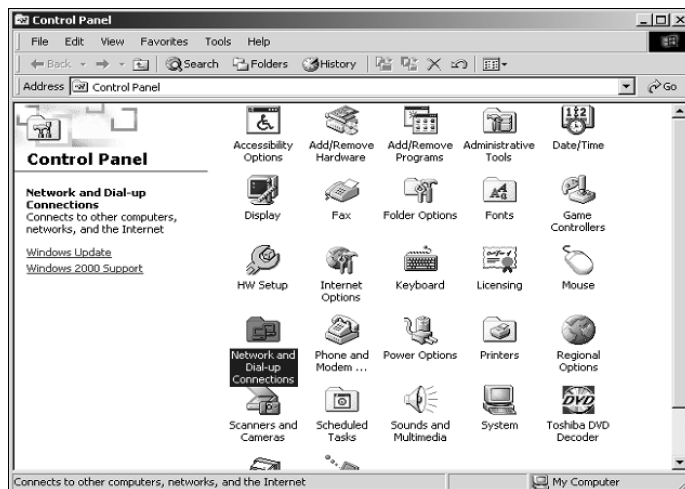 Control Panel
File Edit View Favorites Tools Help
Back Search Folders History
Address Control Panel Go
Control Panel
Network and Dial-up
Connections
Connects to other computers,
networks, and the Internet
Windows Update
Windows 2000 Support
Accessibility
Options
Add/Remove
Hardware
Add/Remove
Programs
Administrative
Tools
Date/Time
Display
Fax
Folder Options
Fonts
Game
Controllers
HW Setup
Internet
Options
Keyboard
Licensing
Mouse
Network and
Dial-up
Connections
Phone and
Modem ...
Power Options
Printers
Regional
Options
Scanners and
Cameras
Scheduled
Tasks
Sounds and
Multimedia
System
DVD
Toshiba DVD
Decoder
Connects to other computers, networks, and the Internet My Computer